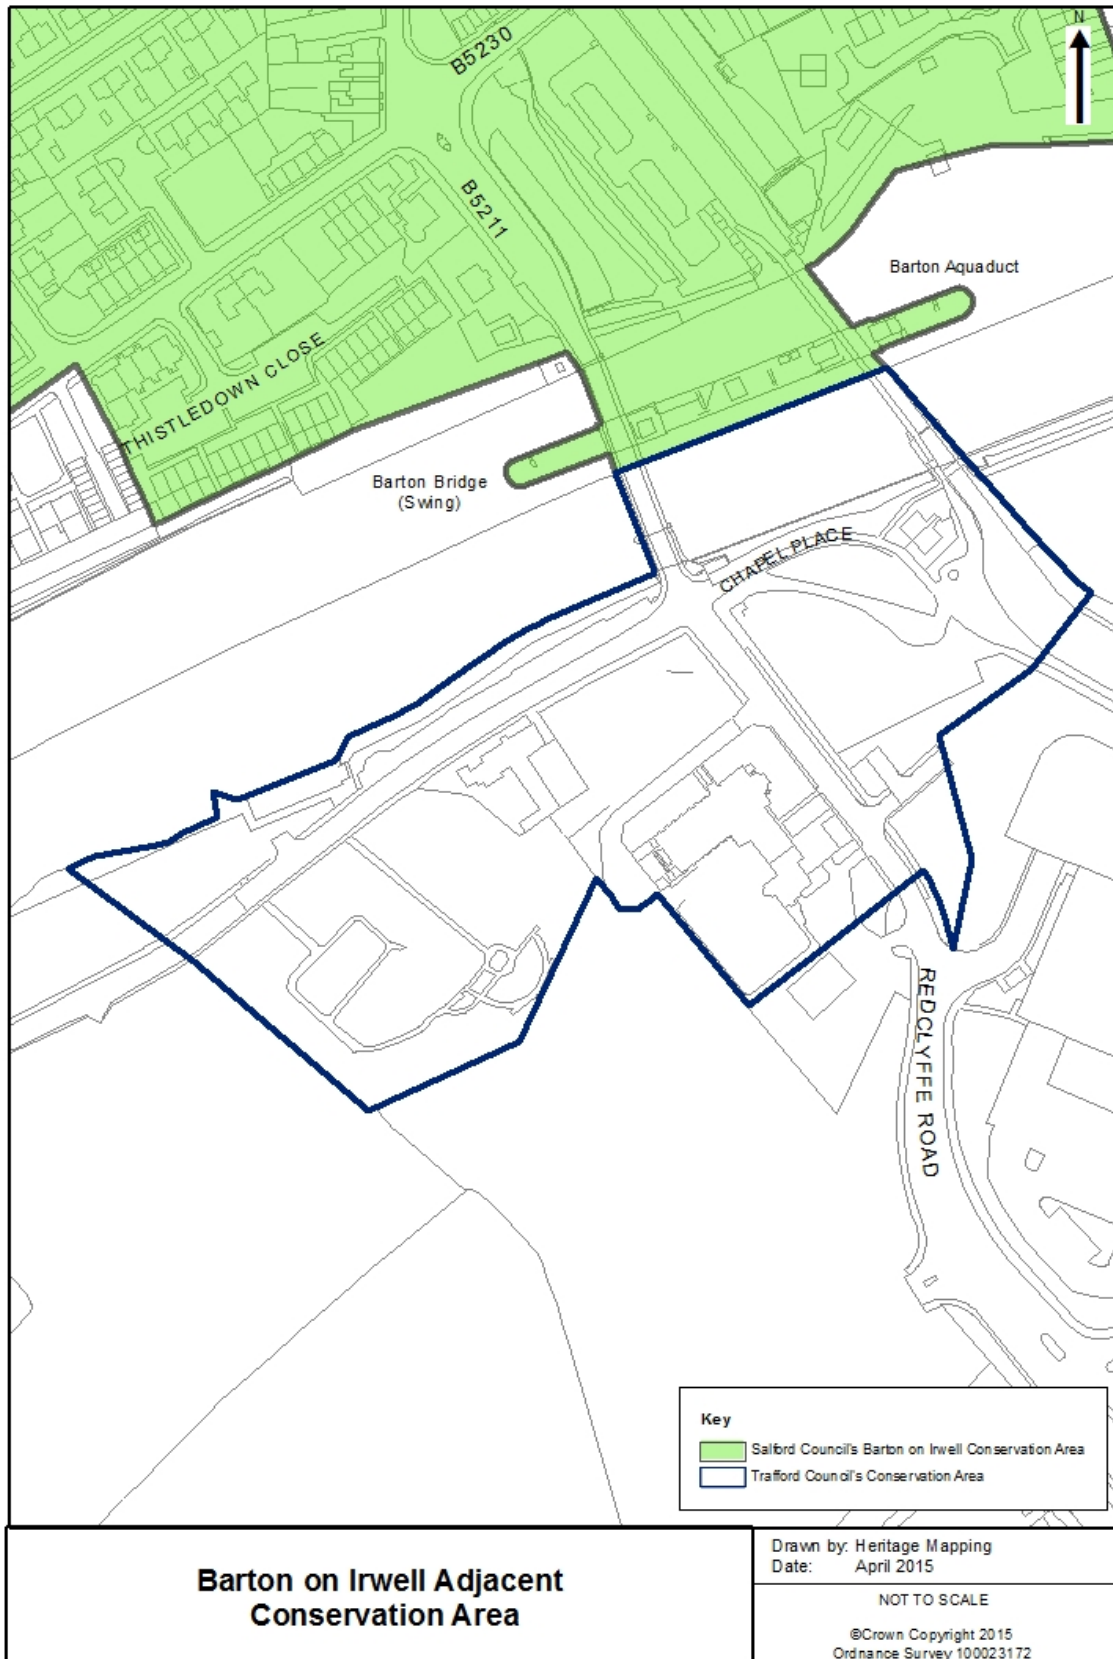 N
B5230
B5211
Barton Aquaduct
THISTLEDOWN CLOSE
Barton Bridge
(Swing)
CHAPEL PLACE
REDCLYFFE ROAD
Key
Salford Council's Barton on Irwell Conservation Area
Trafford Council's Conservation Area
Barton on Irwell Adjacent
Conservation Area
Drawn by: Heritage Mapping
Date: April 2015
NOT TO SCALE
©Crown Copyright 2015
Ordnance Survey 100023172